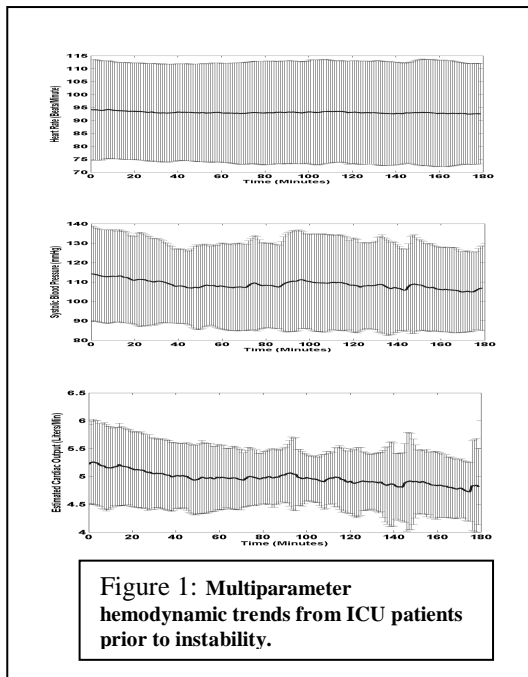 115
110
105
100
95
90
85
80
75
70
Heart Rate (Beats/Minute)
0 20 40 60 80 100 120 140 160 180
Time (Minutes)
140
130
120
110
100
90
80
Systolic Blood Pressure (mmHg)
0 20 40 60 80 100 120 140 160 180
Time (Minutes)
6.5
6
5.5
5
4.5
4
Estimated Cardiac Output (Liters/Min)
0 20 40 60 80 100 120 140 160 180
Time (Minutes)
Figure 1: Multiparameter
hemodynamic trends from ICU patients
prior to instability.